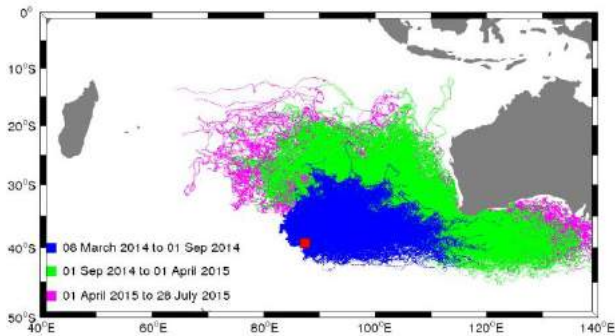 0°
10°S
20°S
30°S
40°S
50°S
08 March 2014 to 01 Sep 2014
01 Sep 2014 to 01 April 2015
01 April 2015 to 28 July 2015
40°E 60°E 80°E 100°E 120°E 140°E